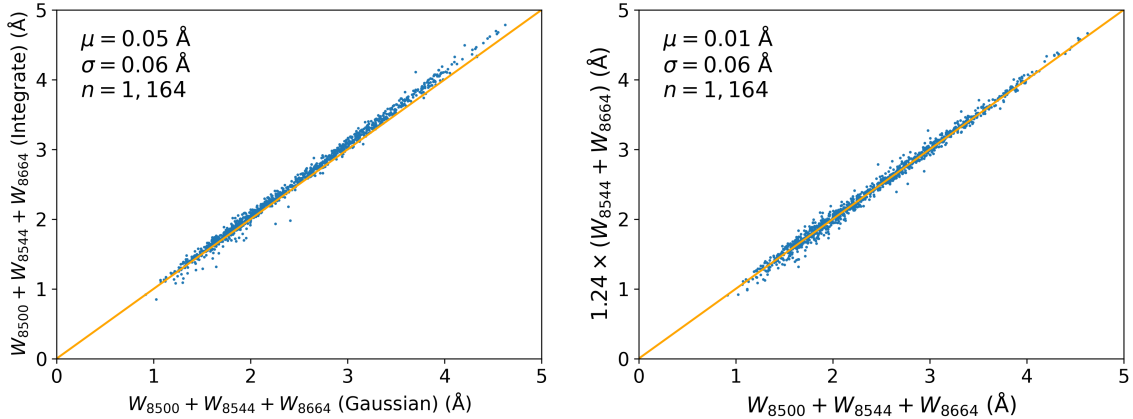 μ = 0.05 Å
σ = 0.06 Å
n = 1, 164
W8500 + W8544 + W8664 (Integrate) (Å)
5
4
3
2
1
0
0 1 2 3 4 5
W8500 + W8544 + W8664 (Gaussian) (Å)
μ = 0.01 Å
σ = 0.06 Å
n = 1, 164
1.24 × (W8544 + W8664) (Å)
5
4
3
2
1
0
0 1 2 3 4 5
W8500 + W8544 + W8664 (Å)